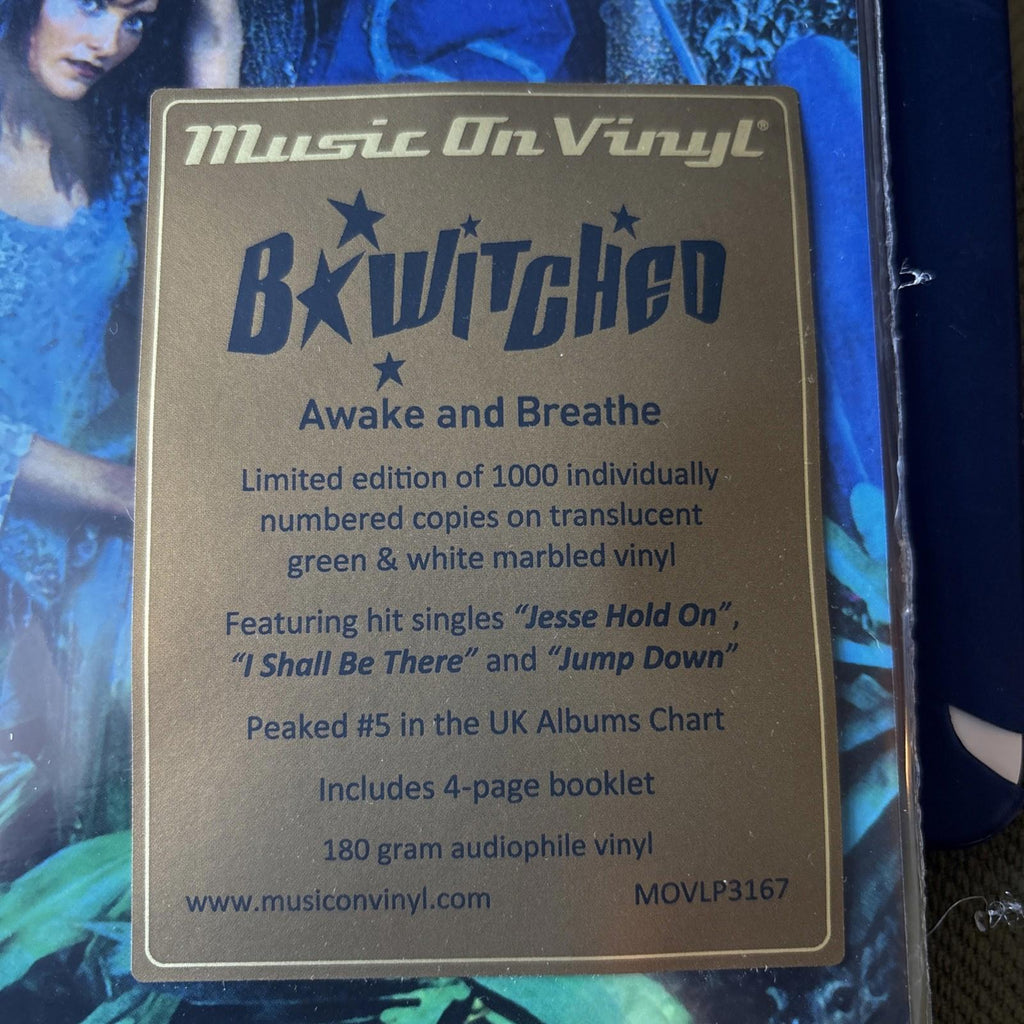 Music On Vinyl®
B★Witched
Awake and Breathe
Limited edition of 1000 individually
numbered copies on translucent
green & white marbled vinyl
Featuring hit singles “Jesse Hold On”,
“I Shall Be There” and “Jump Down”
Peaked #5 in the UK Albums Chart
Includes 4-page booklet
180 gram audiophile vinyl
www.musiconvinyl.com MOVLP3167